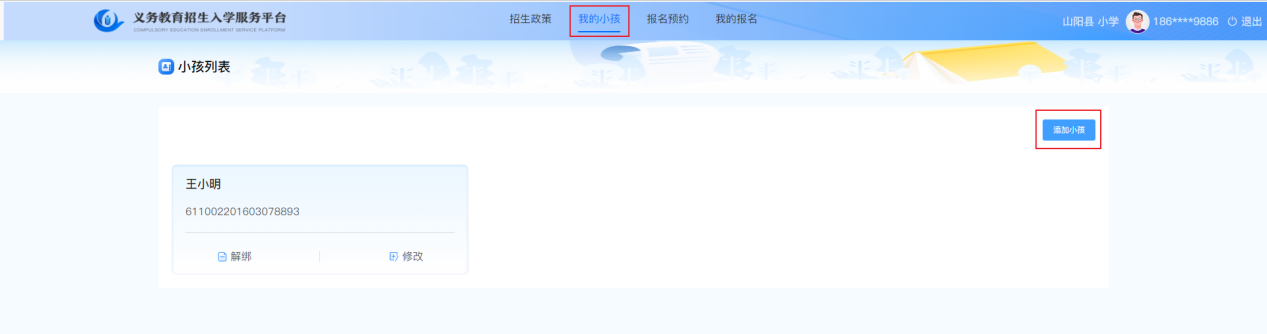 义务教育招生入学服务平台
COMPULSORY EDUCATION ENROLLMENT SERVICE PLATFORM
招生政策 我的小孩 报名预约 我的报名
山阳县 小学 186****9886 退出
小孩列表
添加小孩
王小明
611002201603078893
解绑 修改